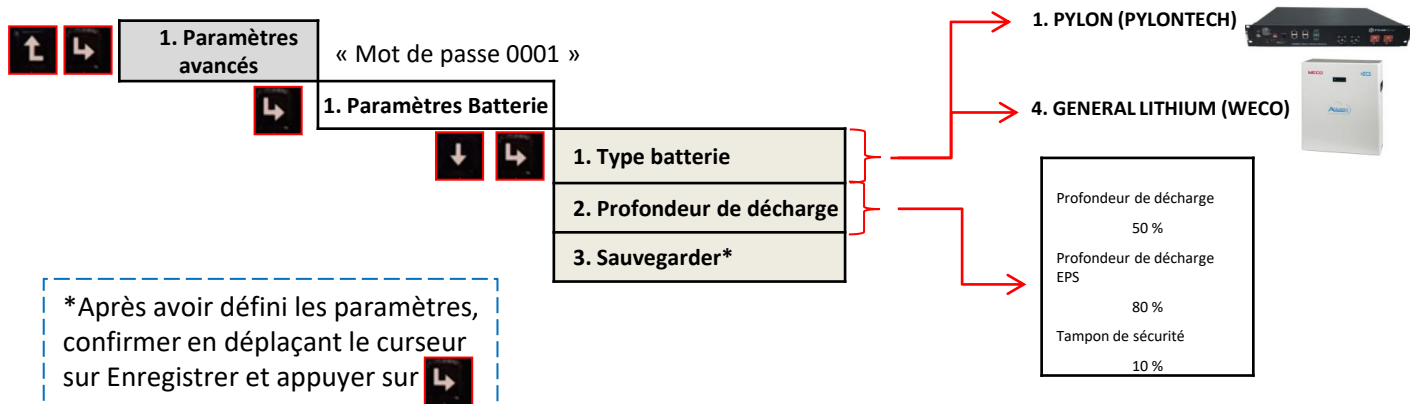 1. Paramètres
avancés
« Mot de passe 0001 »
1. Paramètres Batterie
1. Type batterie
2. Profondeur de décharge
3. Sauvegarder*
1. PYLON (PYLONTECH)
4. GENERAL LITHIUM (WECO)
WECO
Profondeur de décharge
50 %
Profondeur de décharge
EPS
80 %
Tampon de sécurité
10 %
*Après avoir défini les paramètres,
confirmer en déplaçant le curseur
sur Enregistrer et appuyer sur